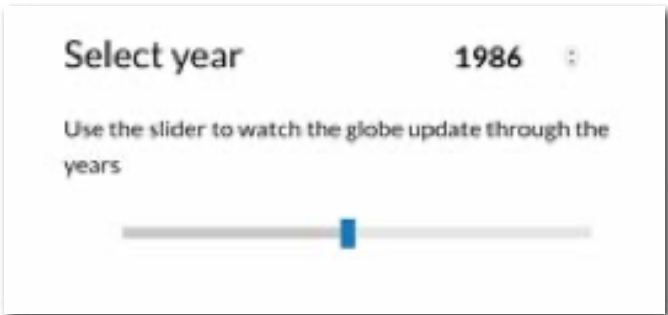 Select year 1986
Use the slider to watch the globe update through the
years